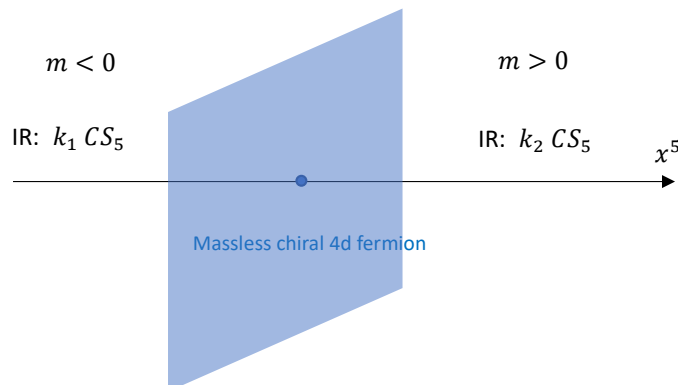 m < 0
m > 0
IR: k₁ CS₅
IR: k₂ CS₅
x⁵
Massless chiral 4d fermion